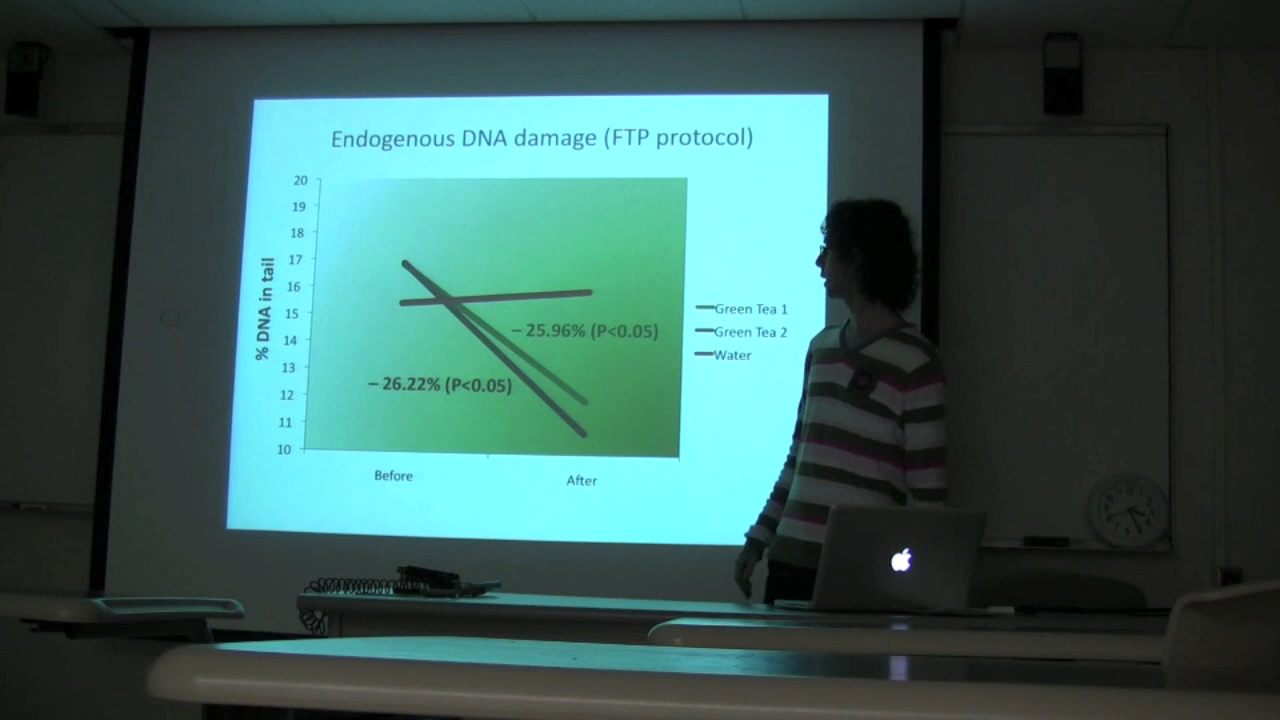 Endogenous DNA damage (FTP protocol)
20
19
18
17
16
15
14
13
12
11
10
% DNA in tail
– 25.96% (P<0.05)
– 26.22% (P<0.05)
Before
After
Green Tea 1
Green Tea 2
Water